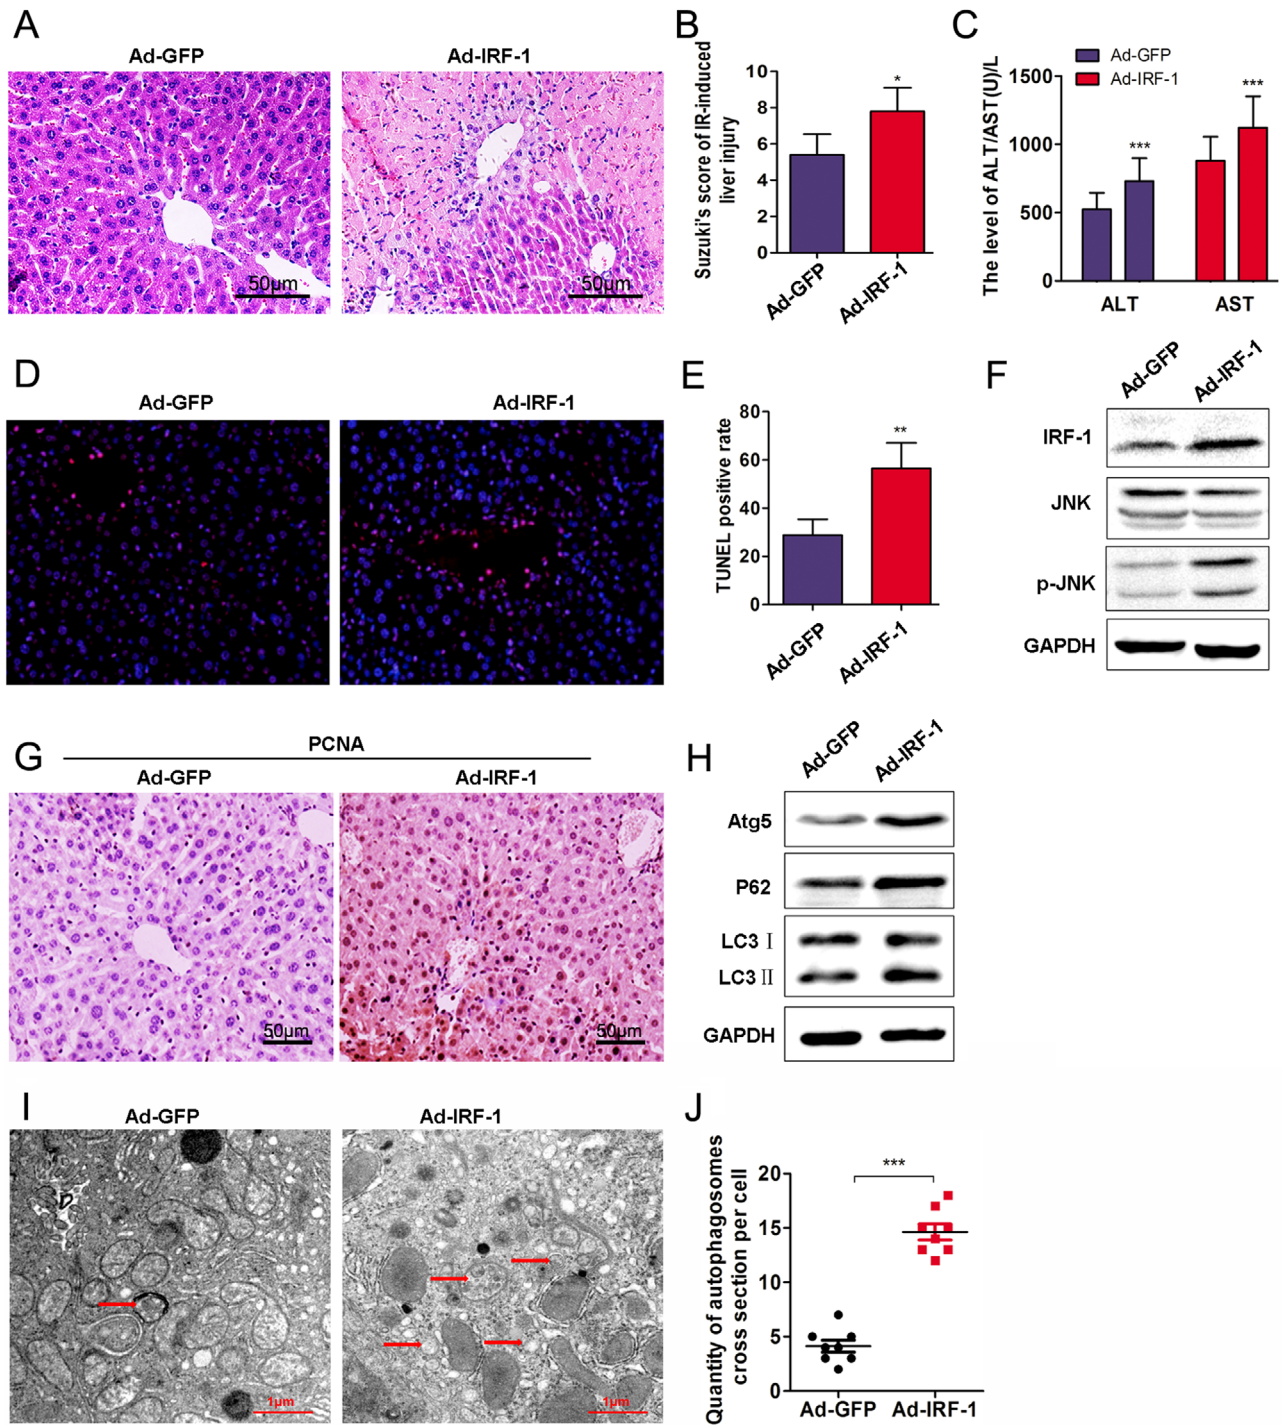 A
Ad-GFP
Ad-IRF-1
50µm
50µm
B
Suzuki's score of IR-induced
liver injury
10
8
6
4
2
0
*
Ad-GFP
Ad-IRF-1
C
Ad-GFP
Ad-IRF-1
The level of ALT/AST(U)/L
1500
1000
500
0
***
***
ALT
AST
D
Ad-GFP
Ad-IRF-1
E
TUNEL positive rate
80
60
40
20
0
**
Ad-GFP
Ad-IRF-1
F
Ad-GFP
Ad-IRF-1
IRF-1
JNK
p-JNK
GAPDH
G
PCNA
Ad-GFP
Ad-IRF-1
50µm
50µm
H
Ad-GFP
Ad-IRF-1
Atg5
P62
LC3 Ⅰ
LC3 Ⅱ
GAPDH
I
Ad-GFP
Ad-IRF-1
1µm
1µm
J
Quantity of autophagosomes
cross section per cell
20
15
10
5
0
***
Ad-GFP
Ad-IRF-1